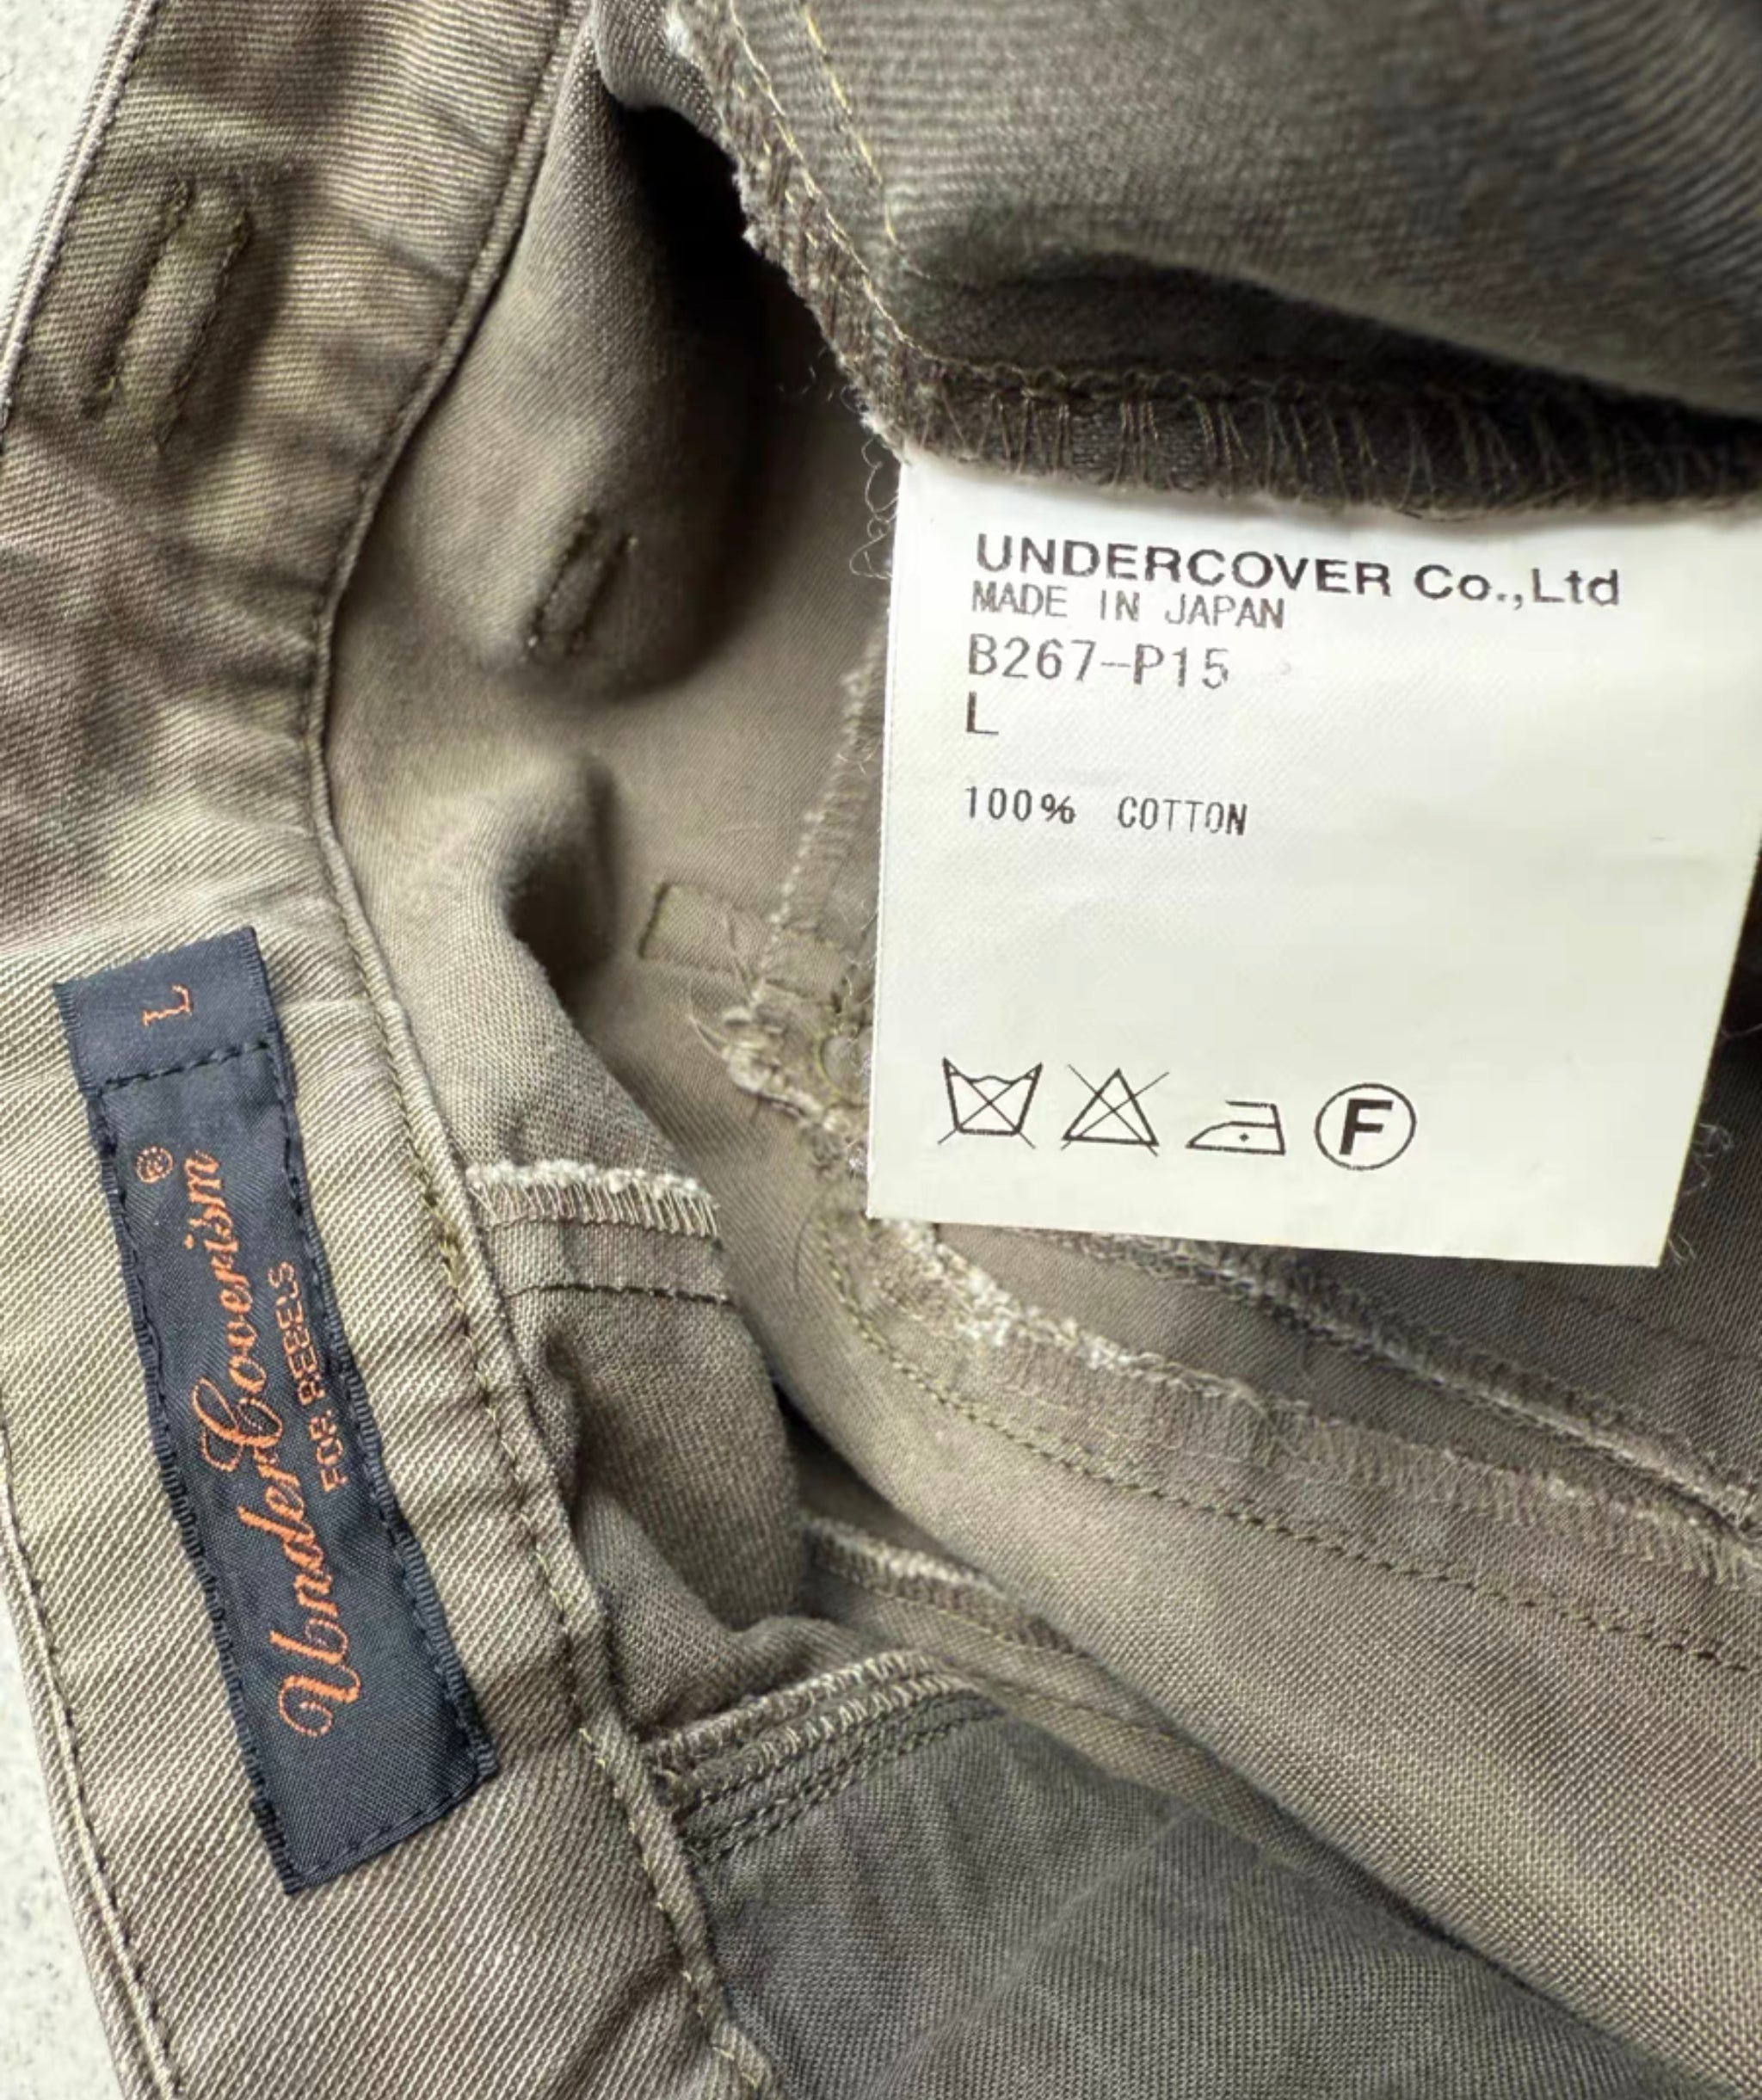 UNDERCOVER Co.,Ltd
MADE IN JAPAN
B267-P15
L
100% COTTON
F
L
UnderCoverism®
FOR REBELS